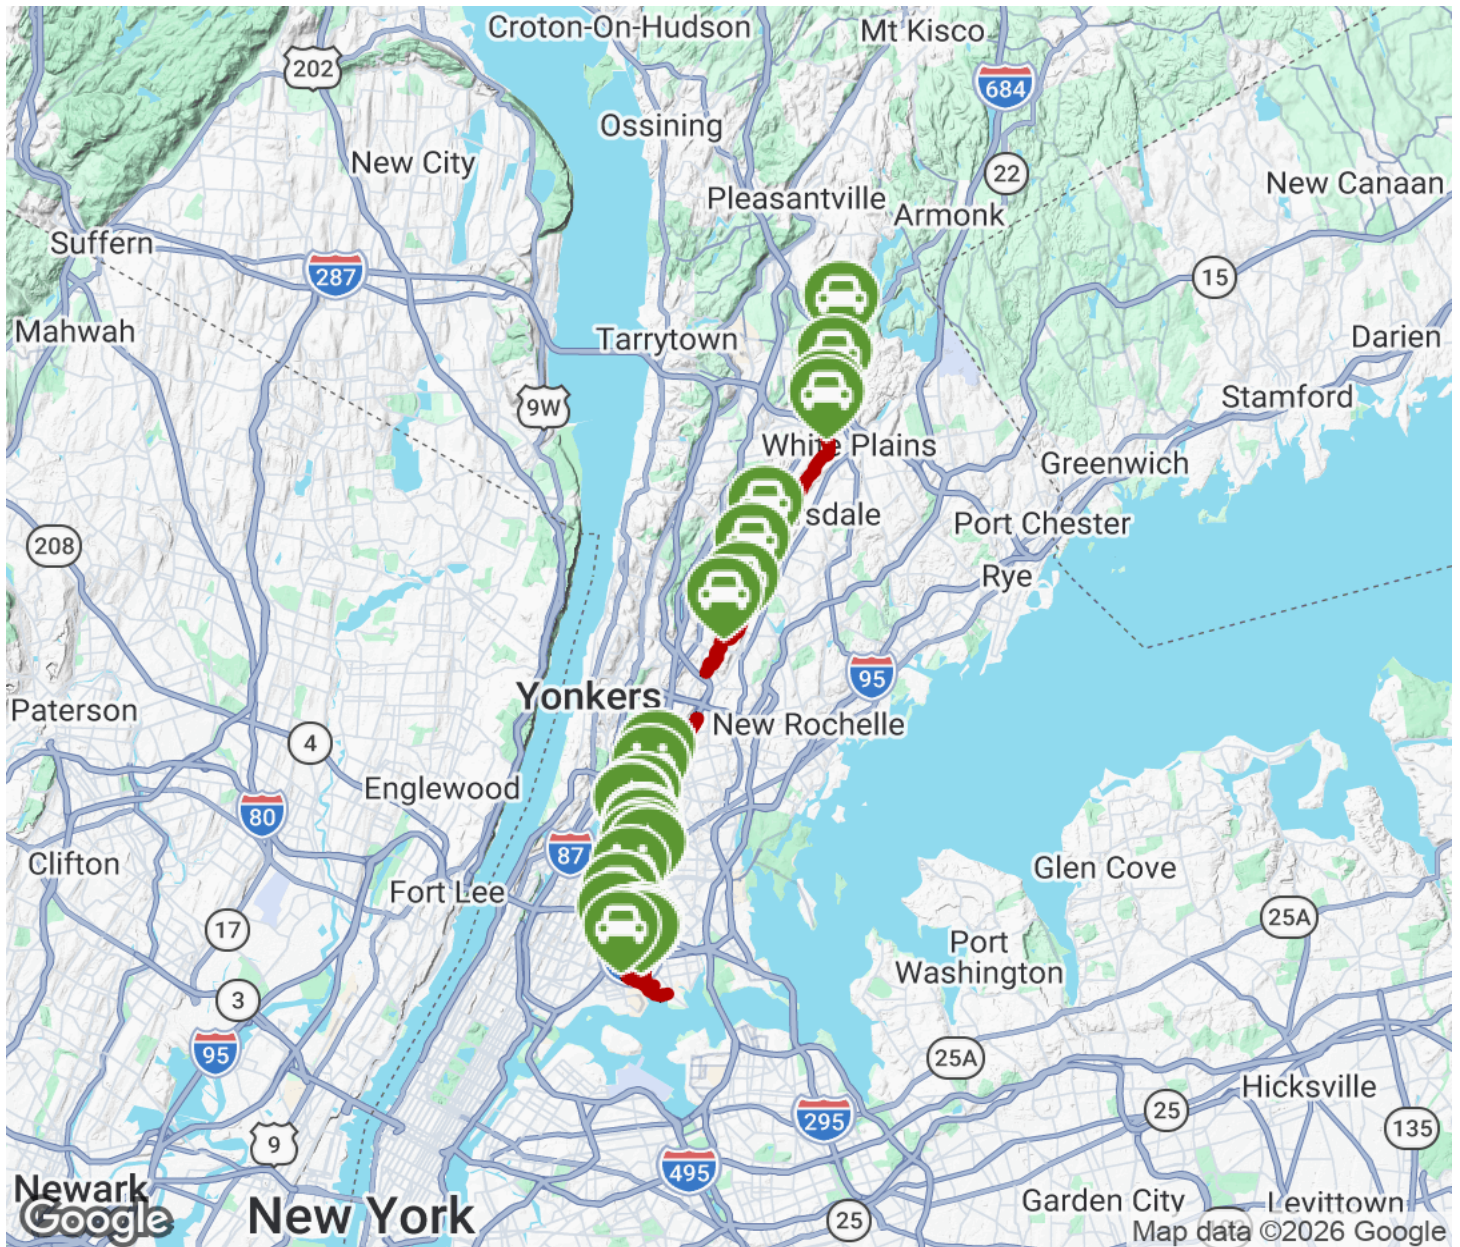 Croton-On-Hudson
Mt Kisco
202
684
Ossining
New City
22
New Canaan
Pleasantville
Armonk
Suffern
287
15
Mahwah
Tarrytown
Darien
9W
Stamford
White Plains
Greenwich
sdale
Port Chester
208
Rye
95
Yonkers
Paterson
New Rochelle
4
Englewood
80
87
Clifton
Glen Cove
Fort Lee
25A
17
Port
Washington
3
95
25A
Hicksville
25
295
135
9
495
Newark
Garden City
Levittown
Google
New York
25
Map data ©2026 Google